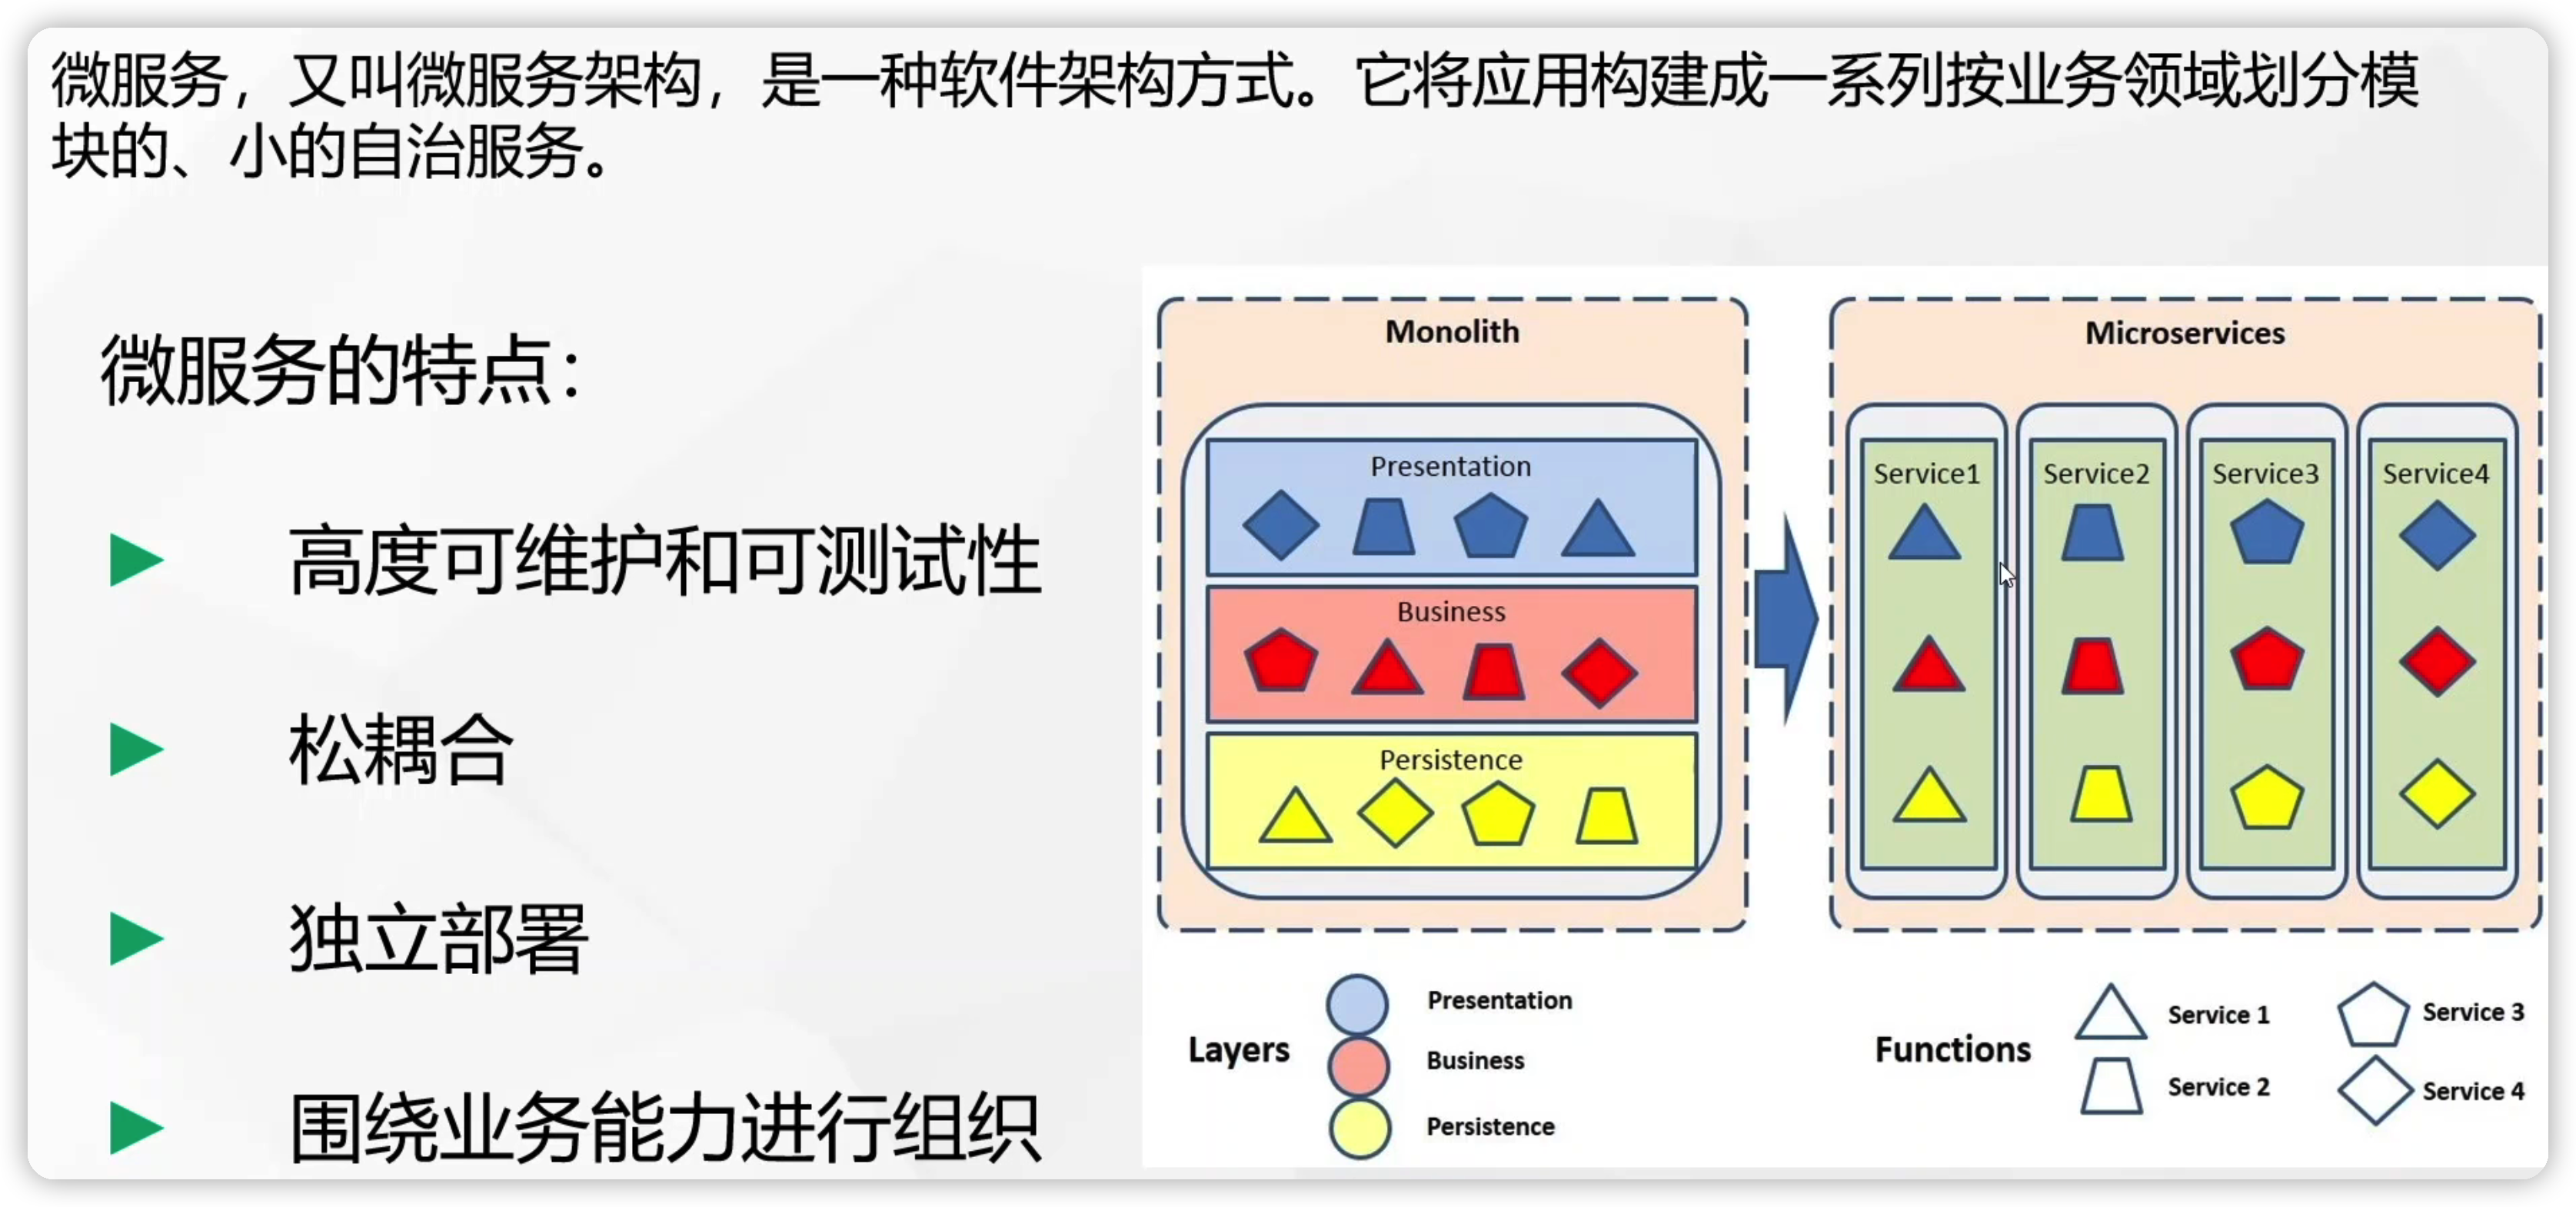 微服务，又叫微服务架构，是一种软件架构方式。它将应用构建成一系列按业务领域划分模
块的、小的自治服务。
微服务的特点：
高度可维护和可测试性
松耦合
独立部署
围绕业务能力进行组织
Monolith
Presentation
Business
Persistence
Microservices
Service1
Service2
Service3
Service4
Layers
Presentation
Business
Persistence
Functions
Service 1
Service 2
Service 3
Service 4